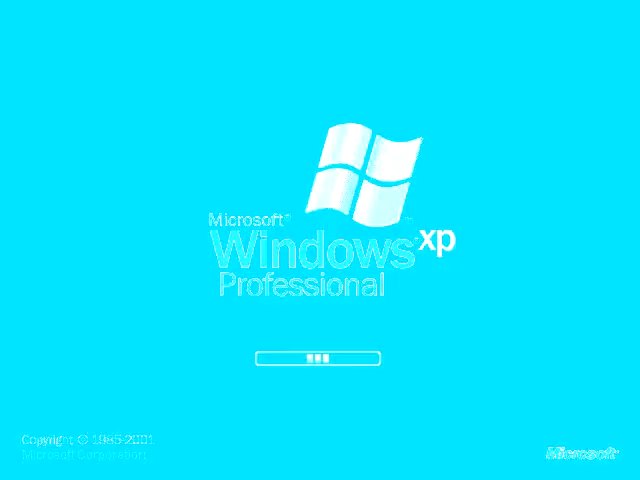 Microsoft®
Windows xp
Professional
Copyright © 1985-2001
Microsoft Corporation
Microsoft